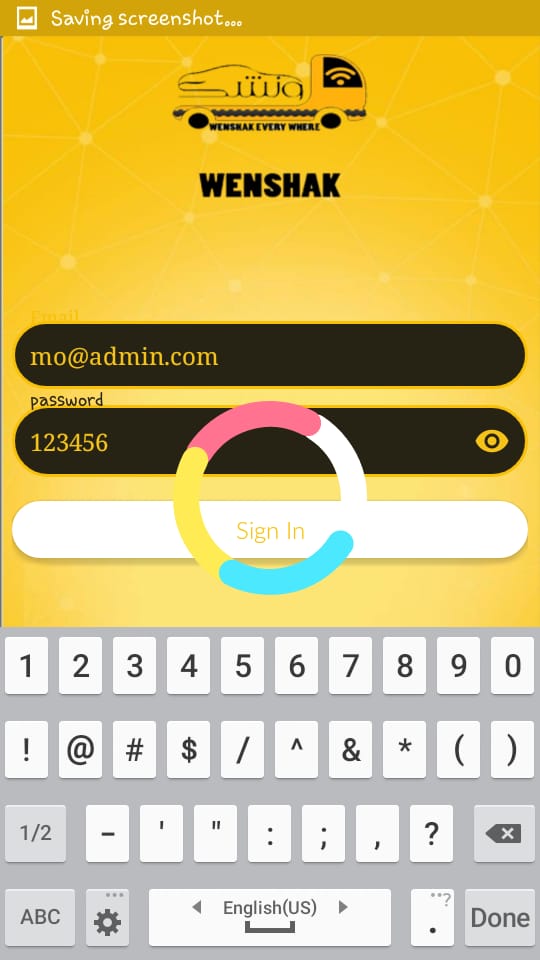 Saving screenshot...
ونشك
WENSHAK EVERY WHERE
WENSHAK
Email
mo@admin.com
password
123456
Sign In
1 2 3 4 5 6 7 8 9 0
! @ # $ / ^ & * ( )
1/2 - ' " : ; , ?
ABC English(US) . Done